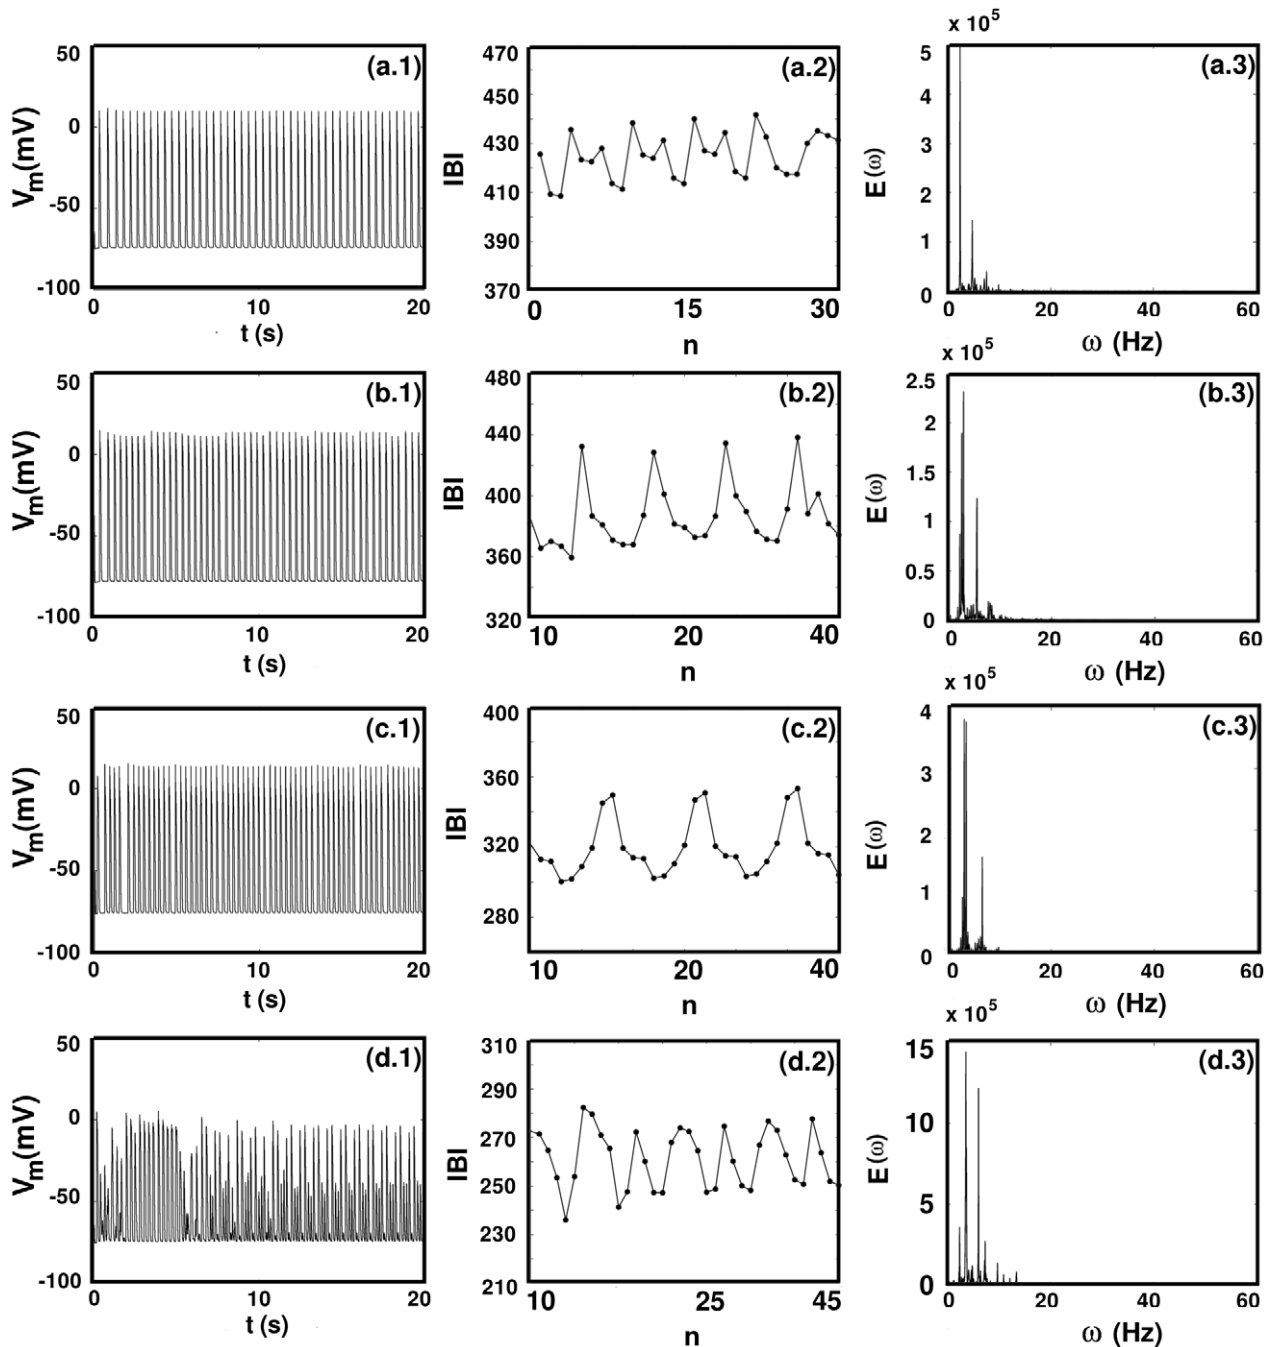 (a.1)
50
0
-50
-100
Vm(mV)
0 10 20
t (s)
(a.2)
470
450
430
410
390
370
IBI
0 15 30
n
x 10^5
(a.3)
5
4
3
2
1
0
E(ω)
20 40 60
ω (Hz)
(b.1)
50
0
-50
-100
Vm(mV)
0 10 20
t (s)
(b.2)
480
440
400
360
320
IBI
10 20 40
n
x 10^5
(b.3)
2.5
2
1.5
1
0.5
0
E(ω)
0 20 40 60
ω (Hz)
(c.1)
50
0
-50
-100
Vm(mV)
0 10 20
t (s)
(c.2)
400
360
320
280
IBI
10 20 40
n
x 10^5
(c.3)
4
3
2
1
0
E(ω)
0 20 40 60
ω (Hz)
(d.1)
50
0
-50
-100
Vm(mV)
0 10 20
t (s)
(d.2)
310
290
270
250
230
210
IBI
10 25 45
n
x 10^5
(d.3)
15
10
5
0
E(ω)
0 20 40 60
ω (Hz)